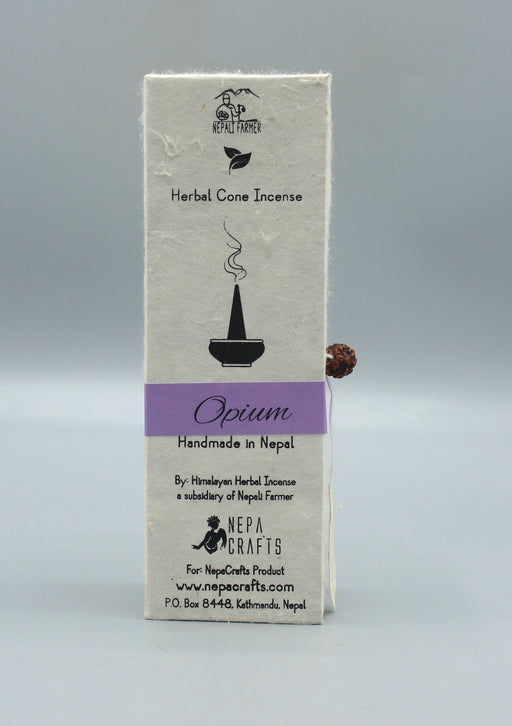 NEPALI FARMER
Herbal Cone Incense
Opium
Handmade in Nepal
By: Himalayan Herbal Incense
a subsidiary of Nepali Farmer
NEPA
CRAFTS
For: NepaCrafts Product
www.nepacrafts.com
P.O. Box 8448, Kathmandu, Nepal